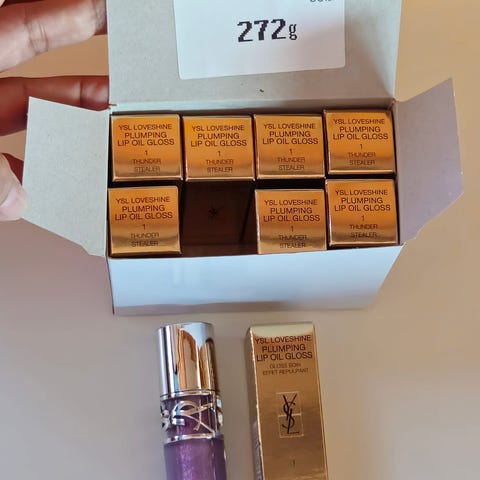 272g
YSL LOVESHINE
PLUMPING
LIP OIL GLOSS
1
THUNDER
STEALER
YSL LOVESHINE
PLUMPING
LIP OIL GLOSS
1
THUNDER
STEALER
YSL LOVESHINE
PLUMPING
LIP OIL GLOSS
1
THUNDER
STEALER
YSL LOVESHINE
PLUMPING
LIP OIL GLOSS
1
THUNDER
STEALER
YSL LOVESHINE
PLUMPING
LIP OIL GLOSS
1
THUNDER
STEALER
YSL LOVESHINE
PLUMPING
LIP OIL GLOSS
1
THUNDER
STEALER
YSL LOVESHINE
PLUMPING
LIP OIL GLOSS
1
THUNDER
STEALER
YSL
YSL LOVESHINE
PLUMPING
LIP OIL GLOSS
GLOSS SOIN
EFFET REPULPANT
YSL
1